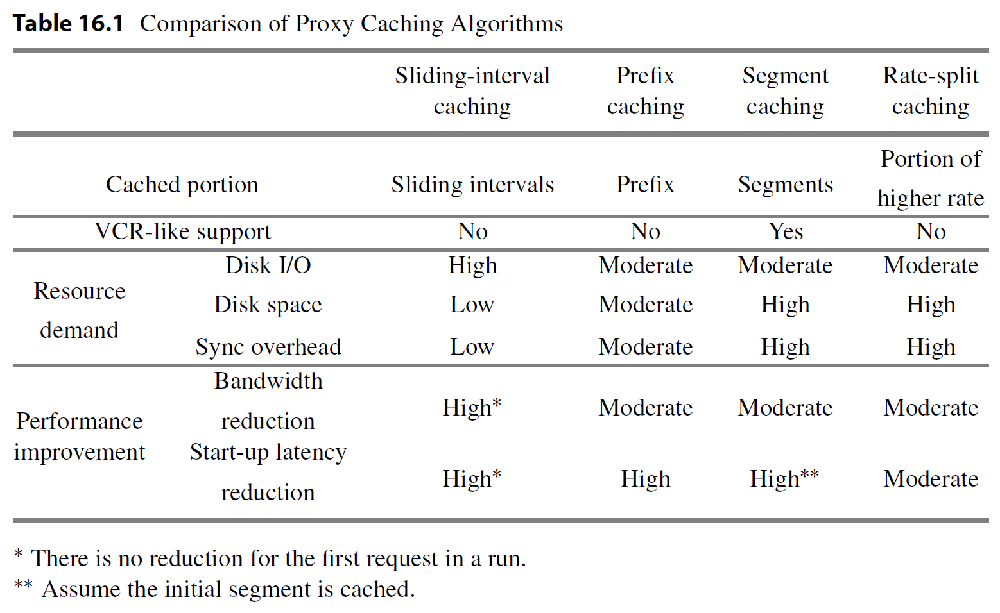 Table 16.1 Comparison of Proxy Caching Algorithms
Sliding-interval caching Prefix caching Segment caching Rate-split caching
Cached portion Sliding intervals Prefix Segments Portion of higher rate
VCR-like support No No Yes No
Resource demand
Disk I/O High Moderate Moderate Moderate
Disk space Low Moderate High High
Sync overhead Low Moderate High High
Performance improvement
Bandwidth reduction High* Moderate Moderate Moderate
Start-up latency reduction High* High High** Moderate
* There is no reduction for the first request in a run.
** Assume the initial segment is cached.